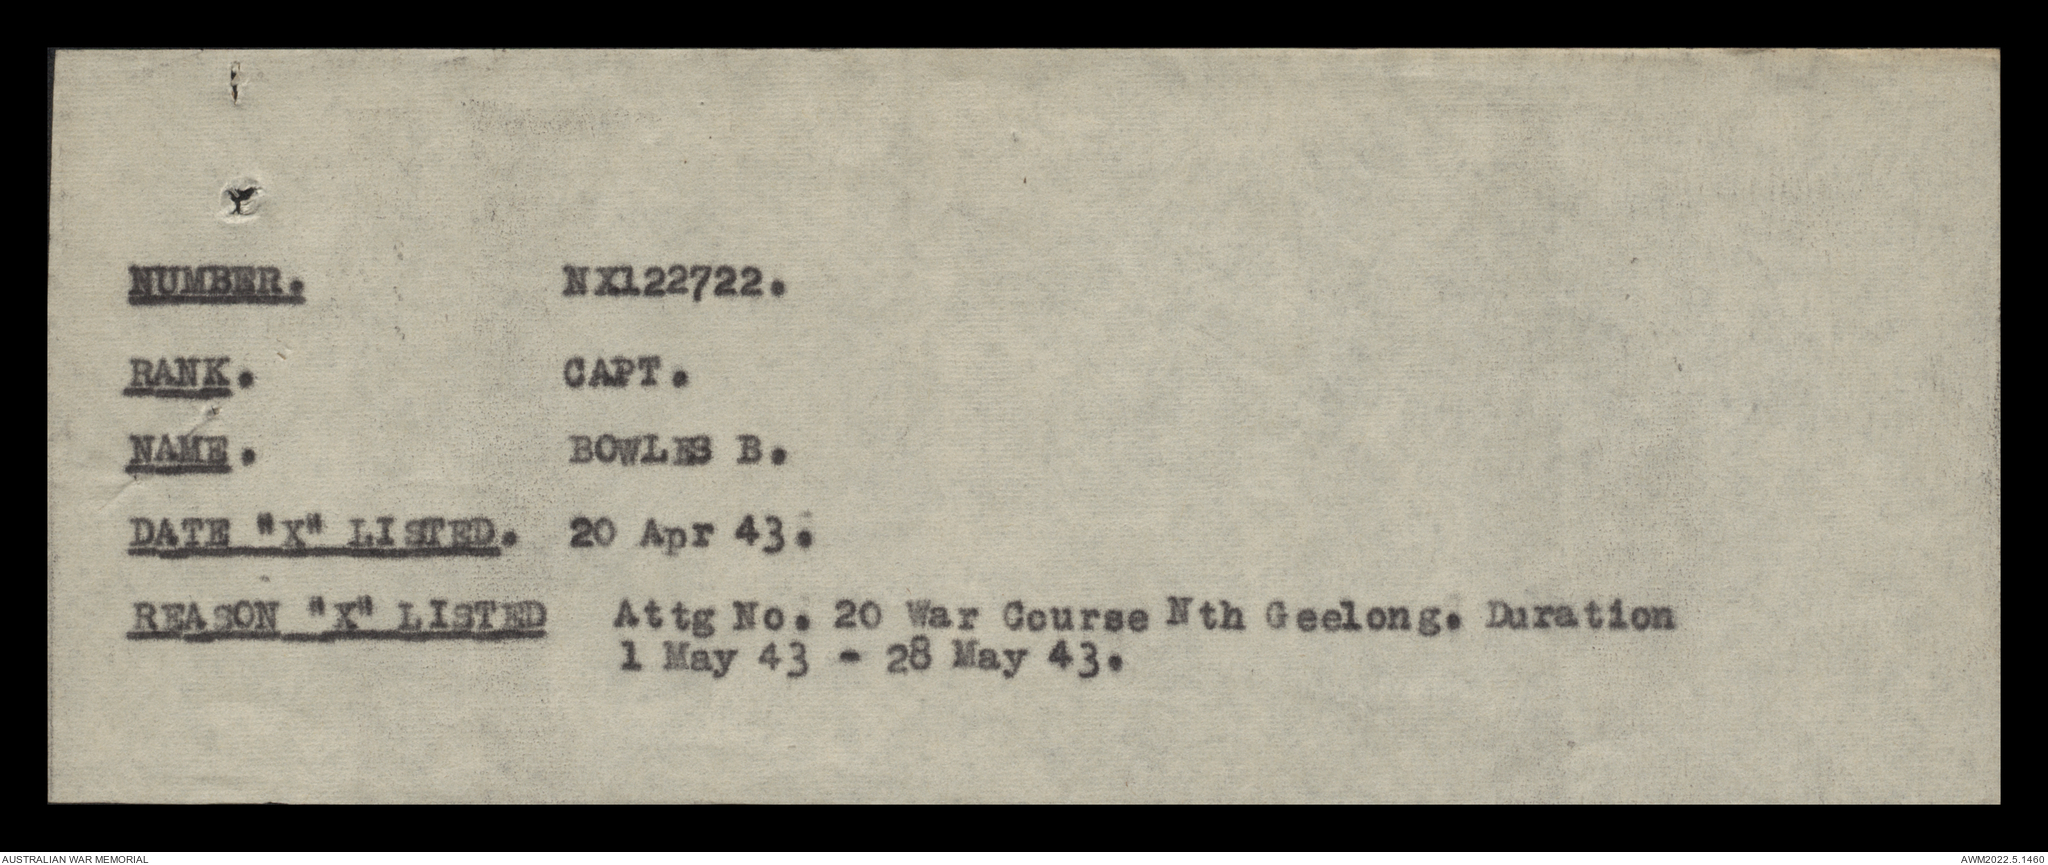 NUMBER. NX122722.
RANK. CAPT.
NAME. BOWLES B.
DATE "X" LISTED. 20 Apr 43.
REASON "X" LISTED Attg No. 20 War Course Nth Geelong. Duration
1 May 43 - 28 May 43.
AUSTRALIAN WAR MEMORIAL AWM2022.5.1460